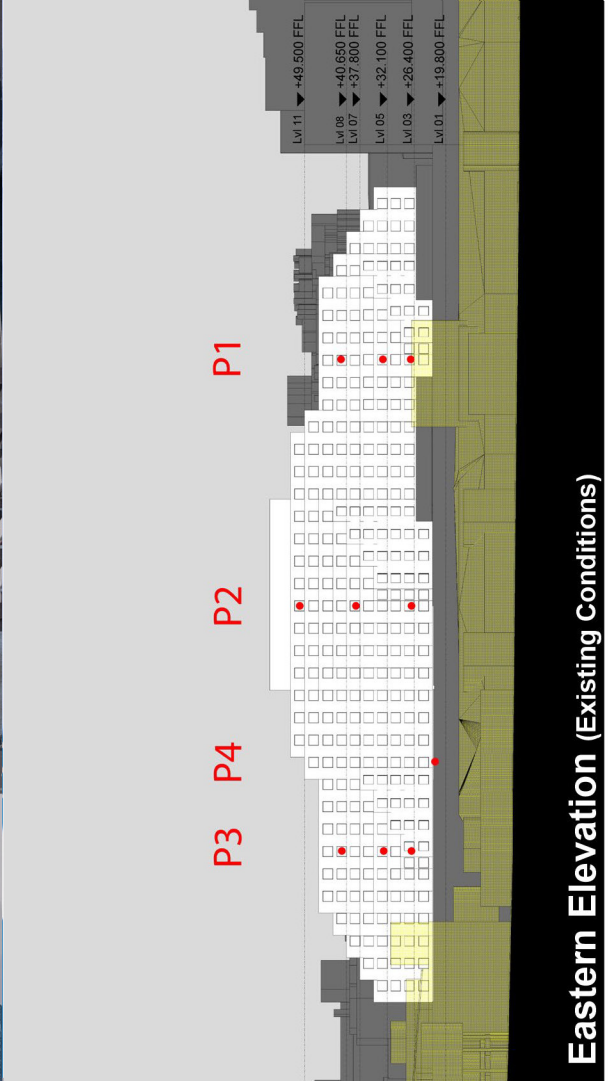 P3
P4
P2
P1
Lvl 11 +49.500 FFL
Lvl 08 +40.650 FFL
Lvl 07 +37.800 FFL
Lvl 05 +32.100 FFL
Lvl 03 +26.400 FFL
Lvl 01 +19.800 FFL
Eastern Elevation (Existing Conditions)